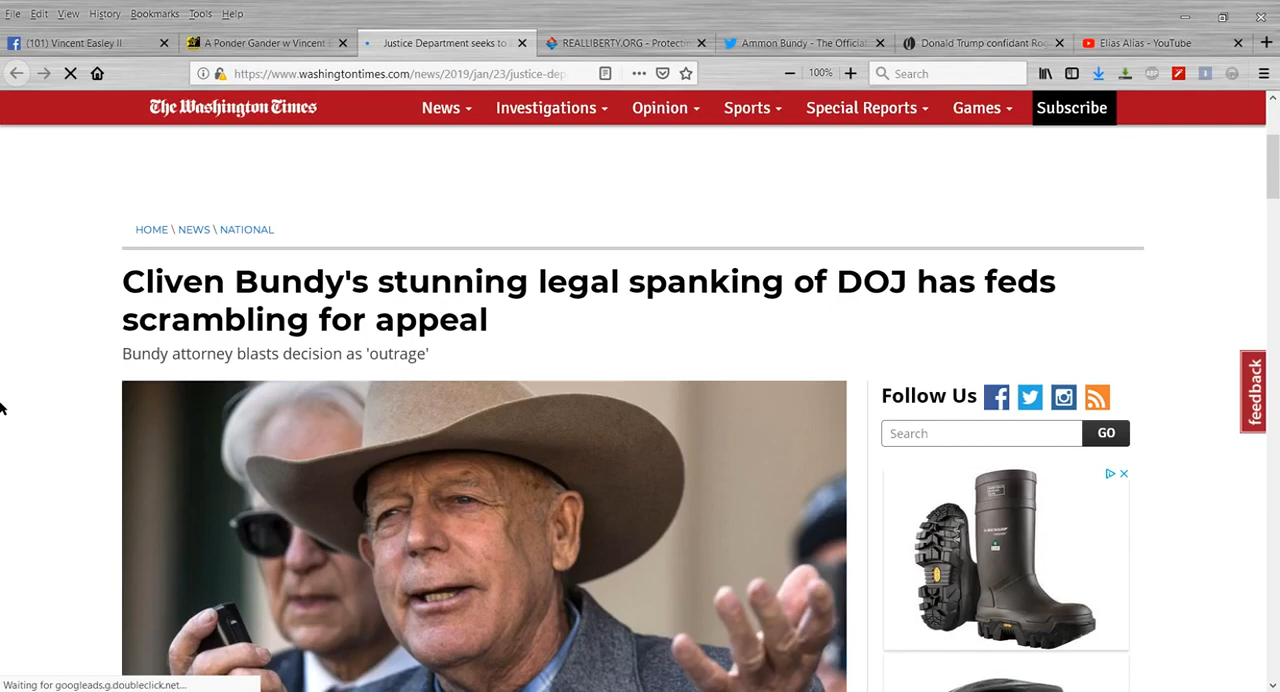 File Edit View History Bookmarks Tools Help
(101) Vincent Easley II
A Ponder Gander w Vincent
Justice Department seeks to
REALLIBERTY.ORG - Protectin
Ammon Bundy - The Official
Donald Trump confidant Rog
Elias Alias - YouTube
https://www.washingtontimes.com/news/2019/jan/23/justice-dep
100%
Search
The Washington Times
News
Investigations
Opinion
Sports
Special Reports
Games
Subscribe
HOME \ NEWS \ NATIONAL
Cliven Bundy's stunning legal spanking of DOJ has feds
scrambling for appeal
Bundy attorney blasts decision as 'outrage'
Follow Us
Search
GO
feedback
Waiting for googleads.g.doubleclick.net...